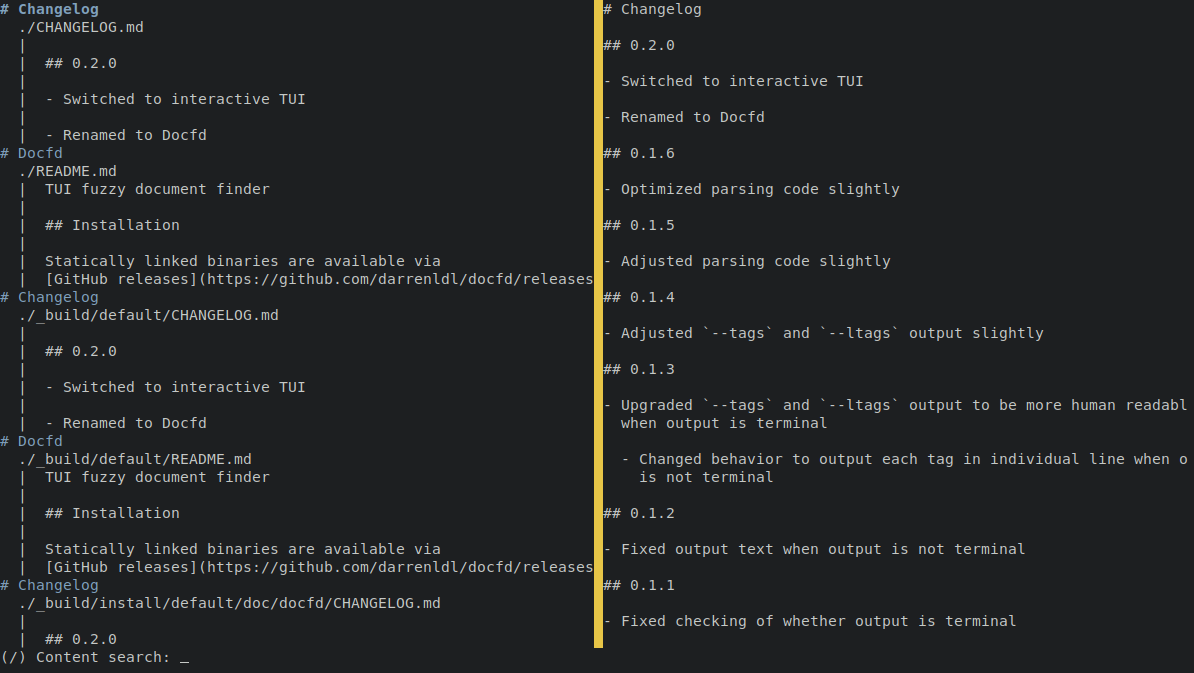 # Changelog
./CHANGELOG.md
|
| ## 0.2.0
|
| - Switched to interactive TUI
|
| - Renamed to Docfd
# Docfd
./README.md
| TUI fuzzy document finder
|
| ## Installation
|
| Statically linked binaries are available via
| [GitHub releases](https://github.com/darrenldl/docfd/releases
# Changelog
./_build/default/CHANGELOG.md
|
| ## 0.2.0
|
| - Switched to interactive TUI
|
| - Renamed to Docfd
# Docfd
./_build/default/README.md
| TUI fuzzy document finder
|
| ## Installation
|
| Statically linked binaries are available via
| [GitHub releases](https://github.com/darrenldl/docfd/releases
# Changelog
./_build/install/default/doc/docfd/CHANGELOG.md
|
| ## 0.2.0
(/) Content search: _
# Changelog
## 0.2.0
- Switched to interactive TUI
- Renamed to Docfd
## 0.1.6
- Optimized parsing code slightly
## 0.1.5
- Adjusted parsing code slightly
## 0.1.4
- Adjusted `--tags` and `--ltags` output slightly
## 0.1.3
- Upgraded `--tags` and `--ltags` output to be more human readabl
when output is terminal
- Changed behavior to output each tag in individual line when o
is not terminal
## 0.1.2
- Fixed output text when output is not terminal
## 0.1.1
- Fixed checking of whether output is terminal